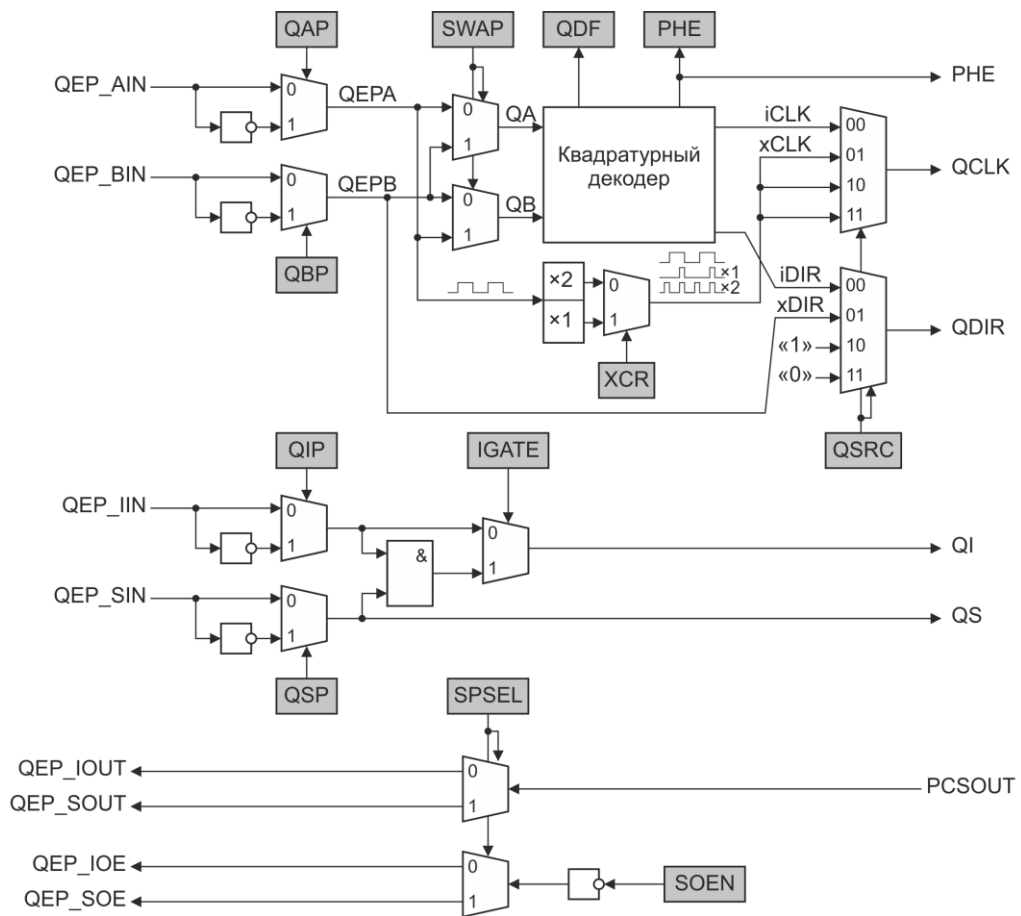 QAP
SWAP
QDF
PHE
QEP_AIN
0
1
QEPA
0
1
QA
Квадратурный
декодер
PHE
iCLK
xCLK
00
01
10
11
QCLK
QEP_BIN
0
1
QEPB
0
1
QB
QBP
×2
×1
0
1
×1
×2
XCR
iDIR
xDIR
«1»
«0»
00
01
10
11
QDIR
QSRC
QIP
IGATE
QEP_IIN
0
1
&
0
1
QI
QEP_SIN
0
1
QS
QSP
SPSEL
QEP_IOUT
QEP_SOUT
0
1
PCSOUT
QEP_IOE
QEP_SOE
0
1
SOEN